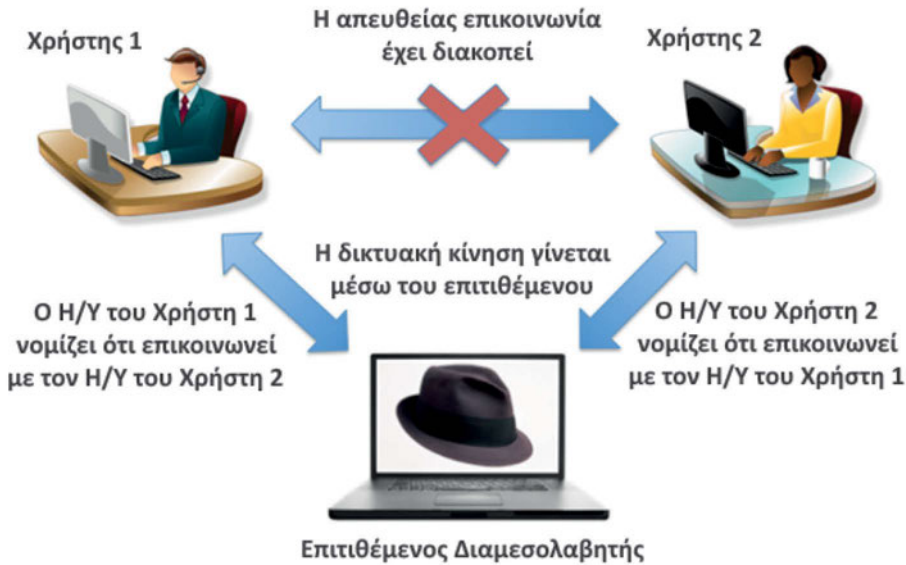 Χρήστης 1
Η απευθείας επικοινωνία
έχει διακοπεί
Χρήστης 2
Η δικτυακή κίνηση γίνεται
μέσω του επιτιθέμενου
Ο Η/Υ του Χρήστη 1
νομίζει ότι επικοινωνεί
με τον Η/Υ του Χρήστη 2
Ο Η/Υ του Χρήστη 2
νομίζει ότι επικοινωνεί
με τον Η/Υ του Χρήστη 1
Επιτιθέμενος Διαμεσολαβητής